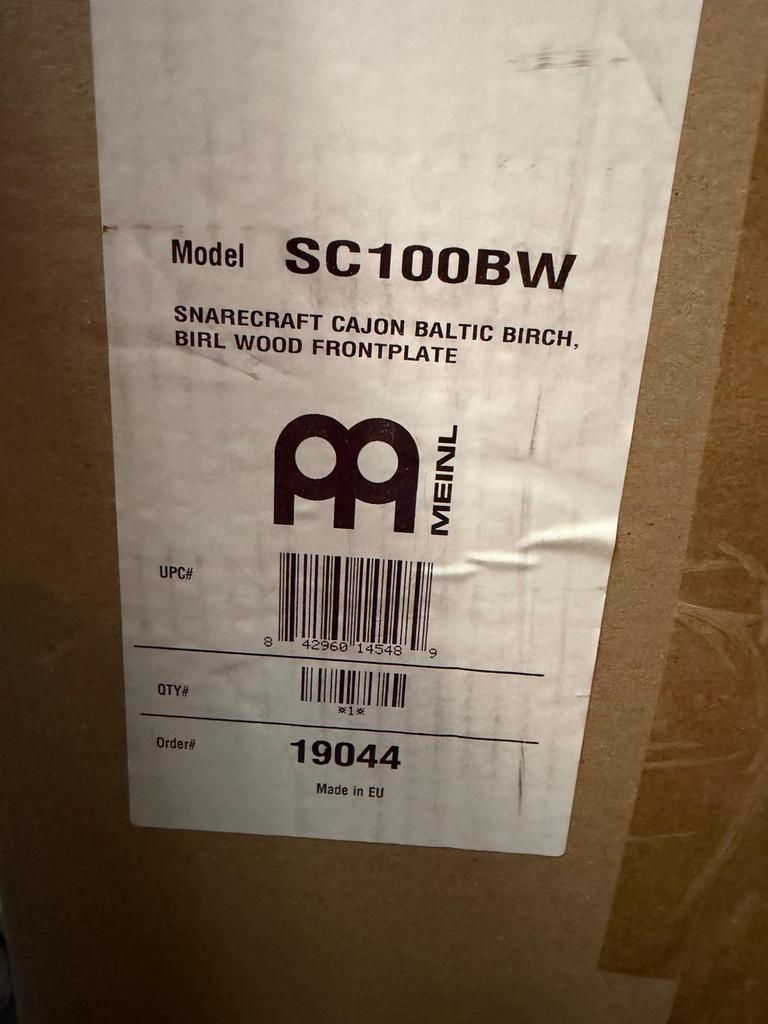 Model SC100BW
SNARECRAFT CAJON BALTIC BIRCH,
BIRL WOOD FRONTPLATE
MEINL
UPC#
8 42960 14548 9
QTY#
*1*
Order# 19044
Made in EU